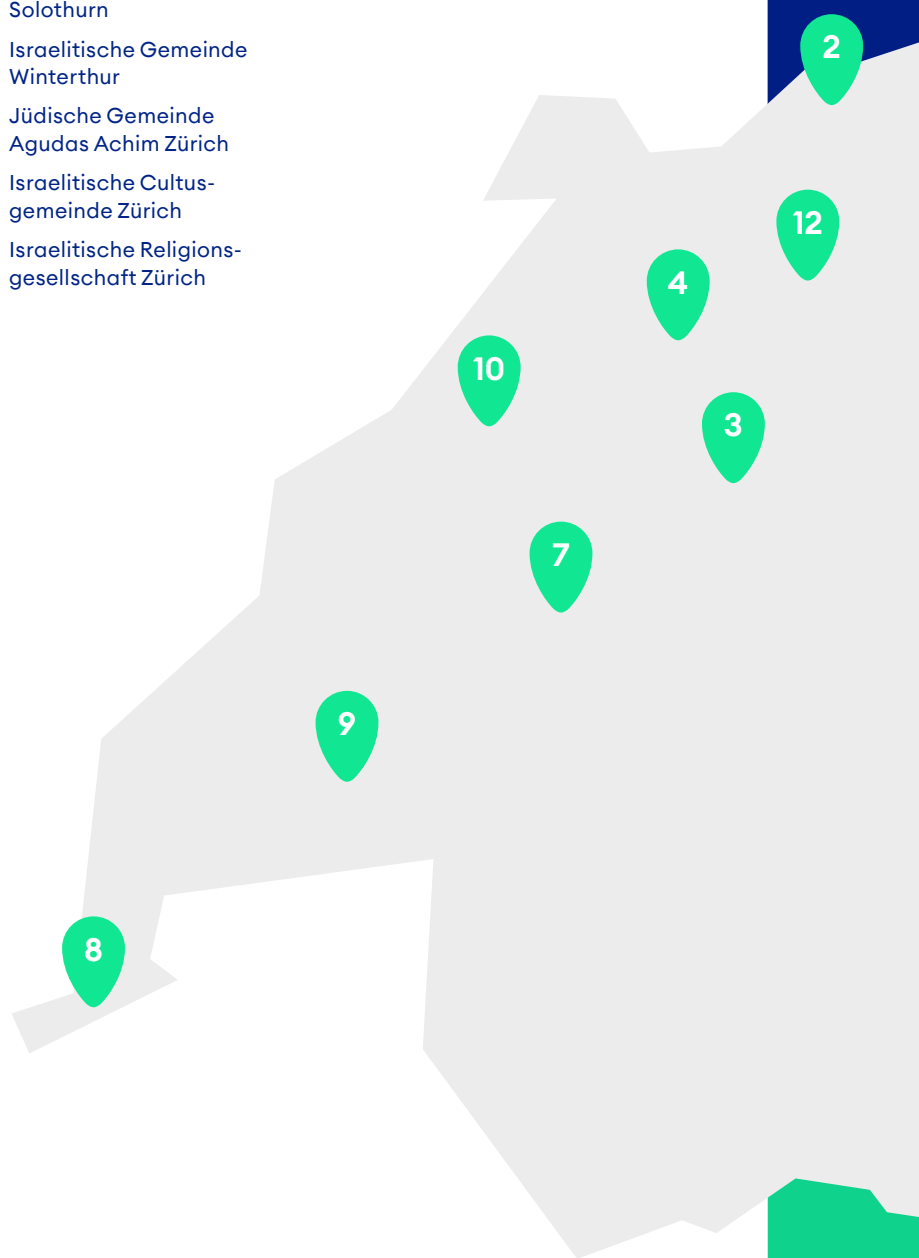 Solothurn
Israelitische Gemeinde
Winterthur
Jüdische Gemeinde
Agudas Achim Zürich
Israelitische Cultus-
gemeinde Zürich
Israelitische Religions-
gesellschaft Zürich
2
12
4
10
3
7
9
8